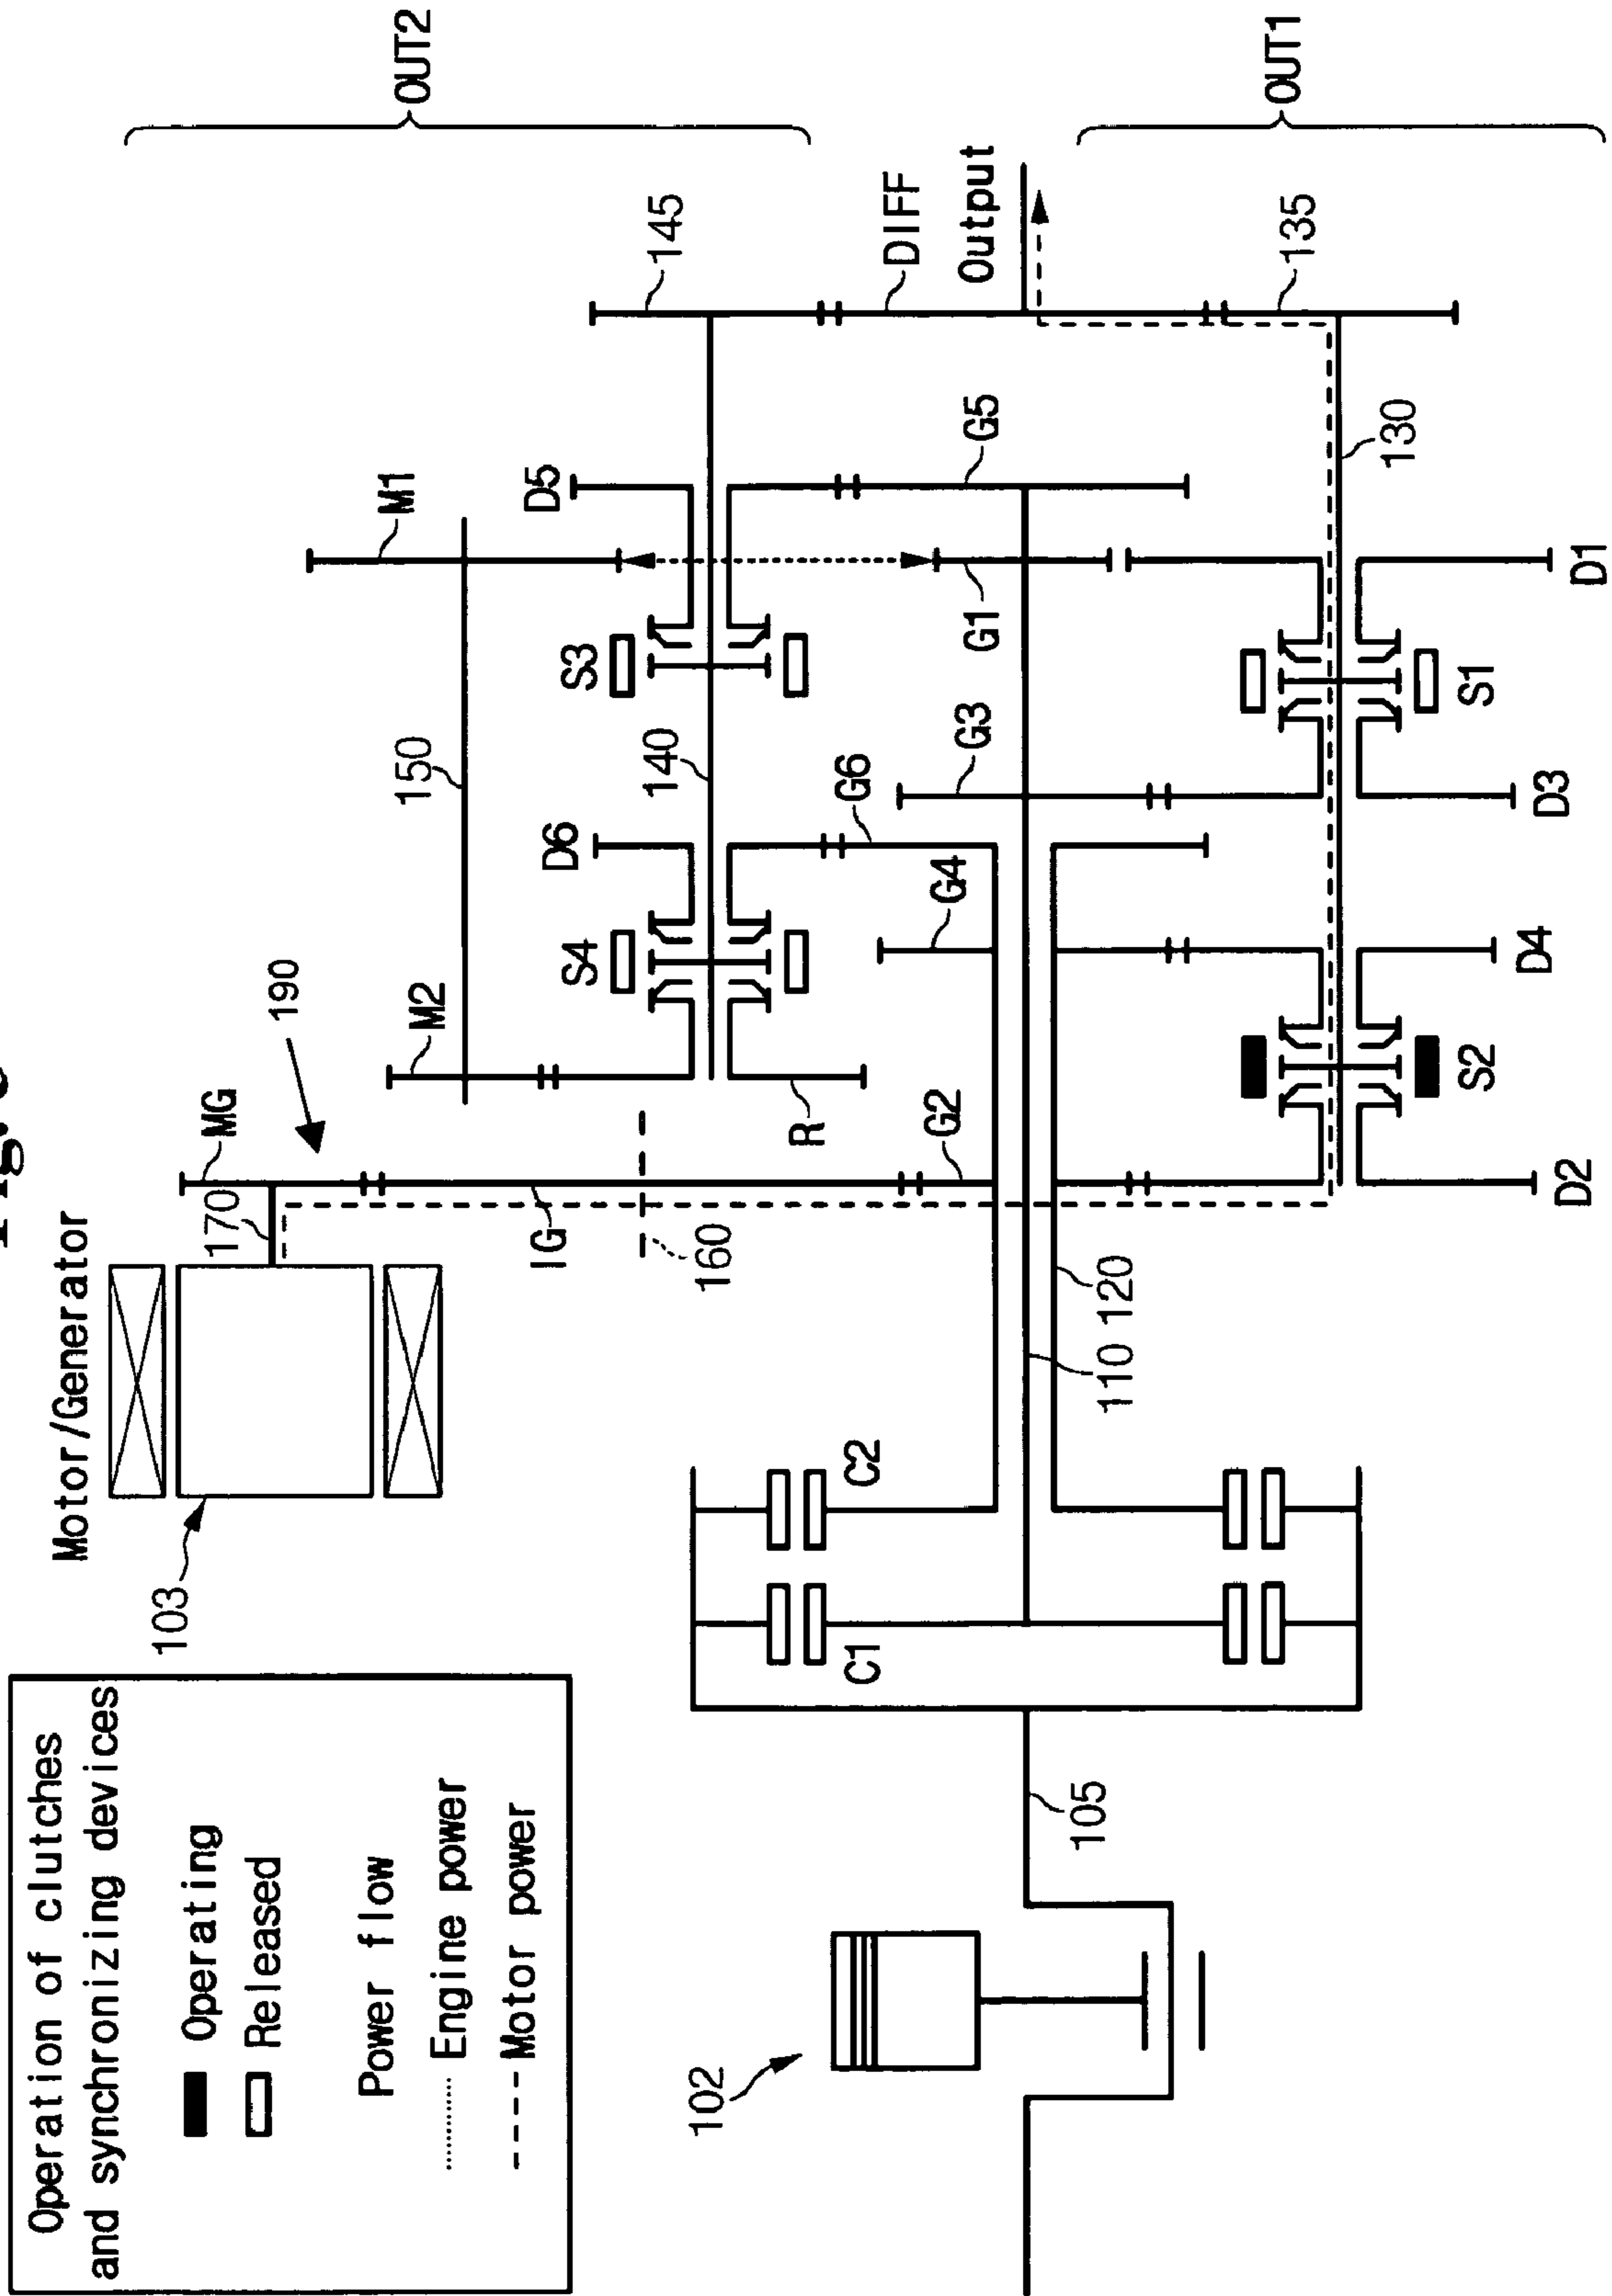 Operation of clutches
and synchronizing devices
Operating
Released
Power flow
Engine power
Motor power
Motor/Generator
103
170
MG
190
IG
160
M2
150
M1
S4
D6
S3
D5
140
145
OUT2
R
G2
G4
G6
G3
G1
G5
DIFF
Output
C1
C2
110
120
102
105
D2
S2
D4
D3
S1
D1
130
135
OUT1